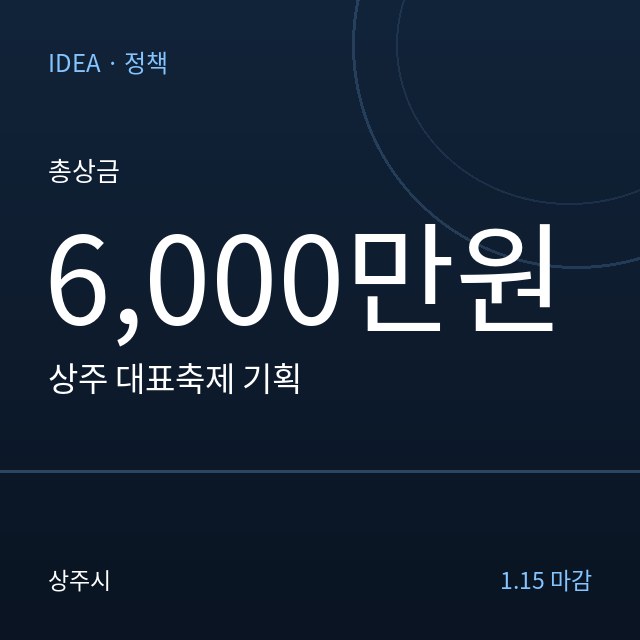 IDEA · 정책
총상금
6,000만원
상주 대표축제 기획
상주시
1.15 마감